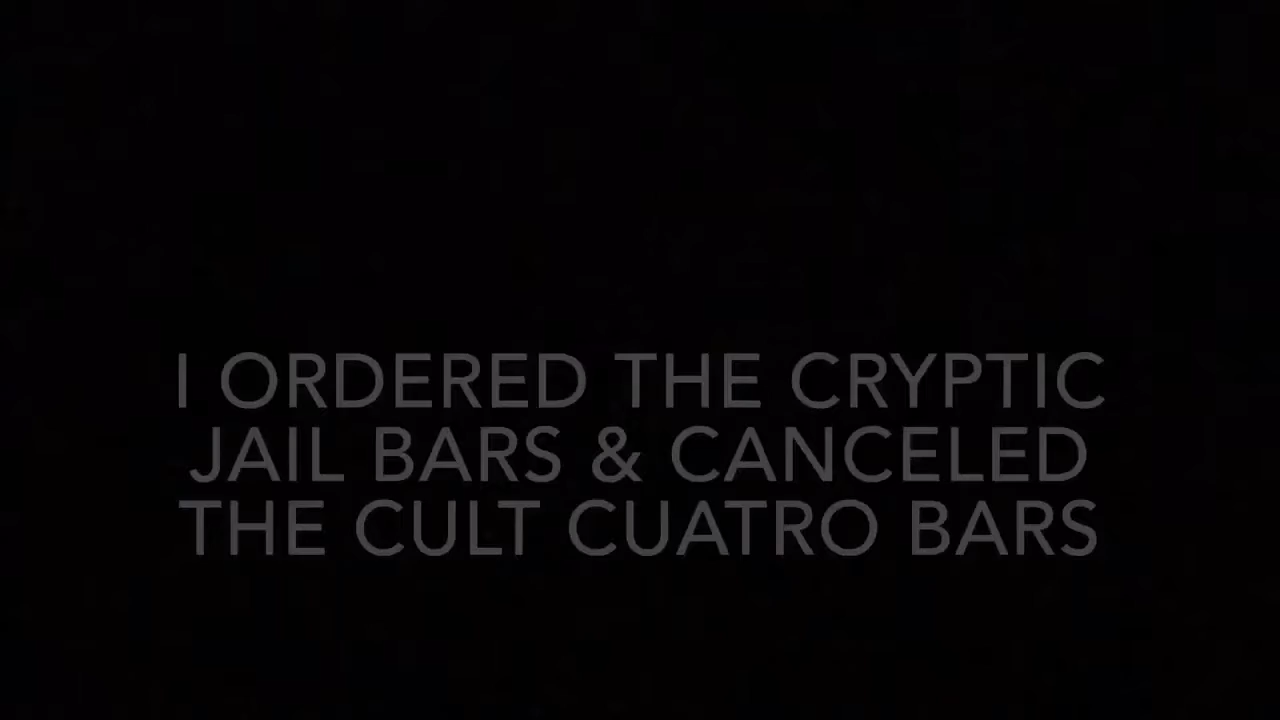 I ORDERED THE CRYPTIC
JAIL BARS & CANCELED
THE CULT CUATRO BARS